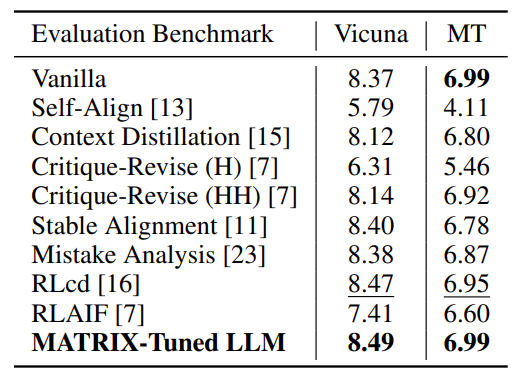 Evaluation Benchmark Vicuna MT
Vanilla 8.37 6.99
Self-Align [13] 5.79 4.11
Context Distillation [15] 8.12 6.80
Critique-Revise (H) [7] 6.31 5.46
Critique-Revise (HH) [7] 8.14 6.92
Stable Alignment [11] 8.40 6.78
Mistake Analysis [23] 8.38 6.87
RLcd [16] 8.47 6.95
RLAIF [7] 7.41 6.60
MATRIX-Tuned LLM 8.49 6.99